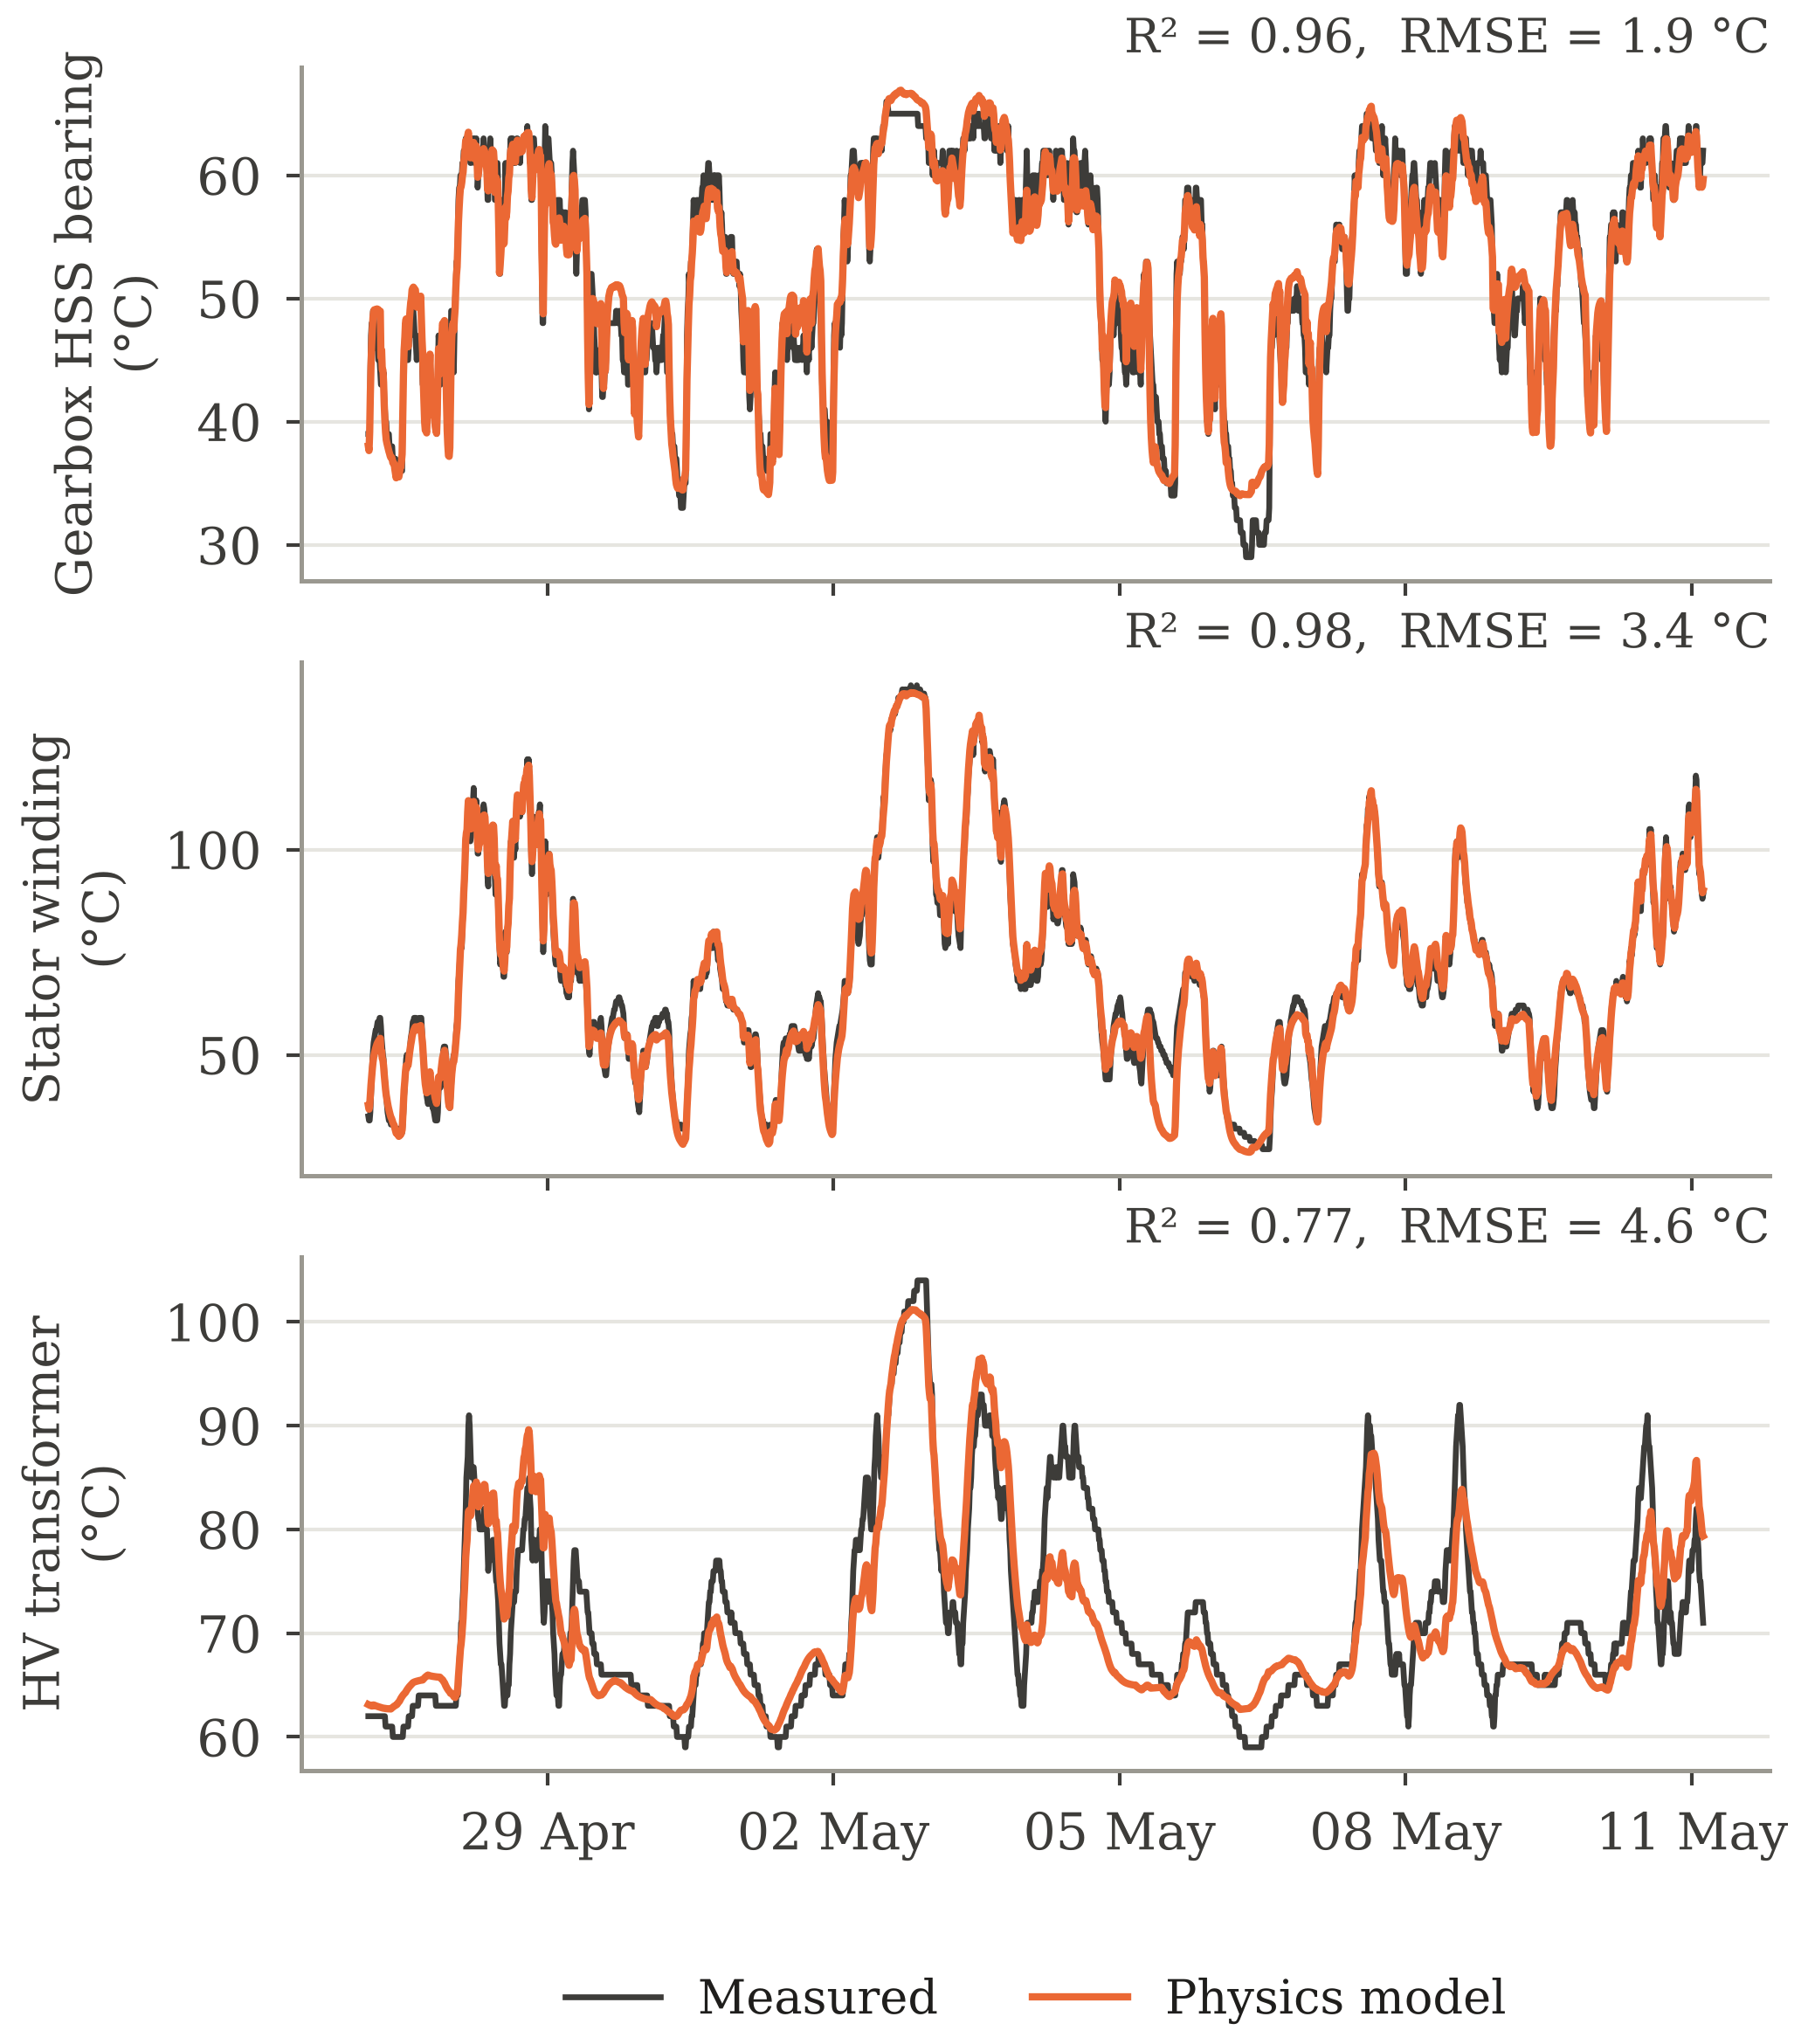 R² = 0.96, RMSE = 1.9 °C
Gearbox HSS bearing
(°C)
60
50
40
30
R² = 0.98, RMSE = 3.4 °C
Stator winding
(°C)
100
50
R² = 0.77, RMSE = 4.6 °C
HV transformer
(°C)
100
90
80
70
60
29 Apr 02 May 05 May 08 May 11 May
Measured Physics model